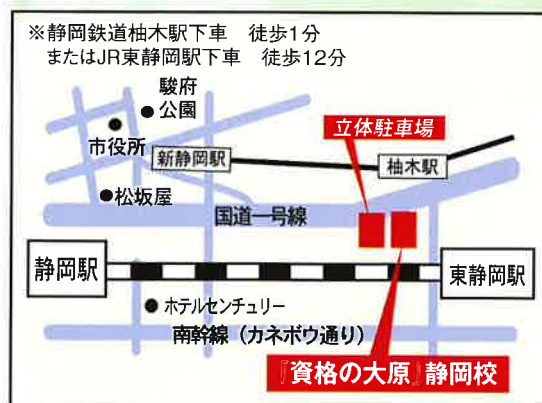 ※静岡鉄道柚木駅下車 徒歩1分
またはJR東静岡駅下車 徒歩12分
駿府
公園
市役所
立体駐車場
新静岡駅
柚木駅
松坂屋
国道一号線
静岡駅
東静岡駅
ホテルセンチュリー
南幹線(カネボウ通り)
『資格の大原』静岡校